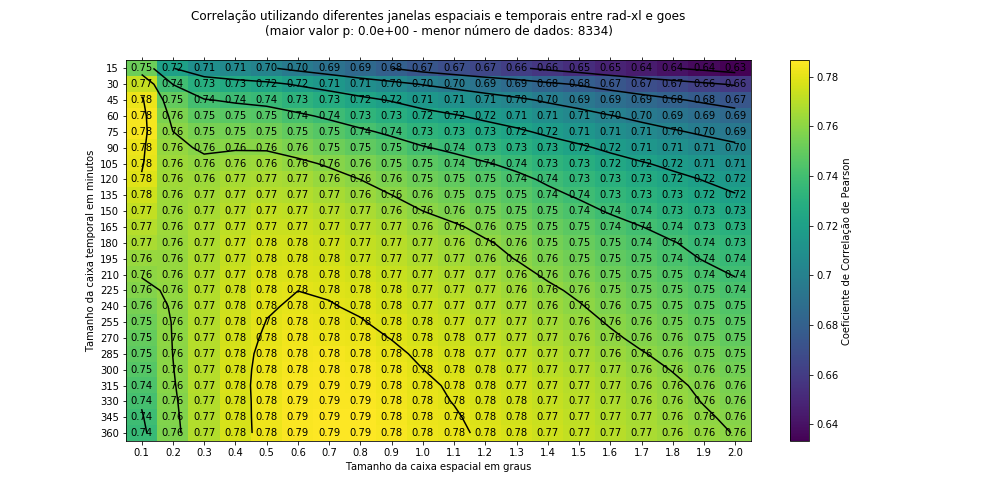 Correlação utilizando diferentes janelas espaciais e temporais entre rad-xl e goes
(maior valor p: 0.0e+00 - menor número de dados: 8334)
Tamanho da caixa temporal em minutos
15 0.75 0.72 0.71 0.71 0.70 0.70 0.69 0.69 0.68 0.67 0.67 0.67 0.66 0.66 0.65 0.65 0.64 0.64 0.64 0.63
30 0.77 0.74 0.73 0.73 0.72 0.72 0.71 0.71 0.70 0.70 0.70 0.69 0.69 0.68 0.68 0.68 0.67 0.67 0.66 0.66
45 0.78 0.75 0.74 0.74 0.74 0.73 0.73 0.72 0.72 0.71 0.71 0.71 0.70 0.70 0.69 0.69 0.69 0.68 0.68 0.67
60 0.78 0.76 0.75 0.75 0.75 0.74 0.74 0.73 0.73 0.72 0.72 0.72 0.71 0.71 0.71 0.70 0.70 0.69 0.69 0.69
75 0.78 0.76 0.75 0.75 0.75 0.75 0.75 0.74 0.74 0.73 0.73 0.73 0.72 0.72 0.71 0.71 0.71 0.70 0.70 0.69
90 0.78 0.76 0.76 0.76 0.76 0.76 0.75 0.75 0.75 0.74 0.74 0.73 0.73 0.73 0.72 0.72 0.71 0.71 0.71 0.70
105 0.78 0.76 0.76 0.76 0.76 0.76 0.76 0.76 0.75 0.75 0.74 0.74 0.74 0.73 0.73 0.72 0.72 0.72 0.71 0.71
120 0.78 0.76 0.76 0.77 0.77 0.77 0.76 0.76 0.76 0.75 0.75 0.75 0.74 0.74 0.73 0.73 0.73 0.72 0.72 0.72
135 0.78 0.76 0.77 0.77 0.77 0.77 0.77 0.76 0.76 0.76 0.75 0.75 0.75 0.74 0.74 0.73 0.73 0.73 0.72 0.72
150 0.77 0.76 0.77 0.77 0.77 0.77 0.77 0.77 0.76 0.76 0.76 0.75 0.75 0.75 0.74 0.74 0.74 0.73 0.73 0.73
165 0.77 0.76 0.77 0.77 0.77 0.77 0.77 0.77 0.77 0.76 0.76 0.76 0.75 0.75 0.75 0.74 0.74 0.74 0.73 0.73
180 0.77 0.76 0.77 0.77 0.78 0.78 0.77 0.77 0.77 0.77 0.76 0.76 0.76 0.75 0.75 0.75 0.74 0.74 0.74 0.73
195 0.76 0.76 0.77 0.77 0.78 0.78 0.78 0.77 0.77 0.77 0.77 0.76 0.76 0.76 0.75 0.75 0.75 0.75 0.74 0.74
210 0.76 0.76 0.77 0.77 0.78 0.78 0.78 0.78 0.77 0.77 0.77 0.77 0.76 0.76 0.76 0.75 0.75 0.75 0.74 0.74
225 0.76 0.76 0.77 0.78 0.78 0.78 0.78 0.78 0.77 0.77 0.77 0.77 0.76 0.76 0.76 0.75 0.75 0.75 0.75 0.74
240 0.76 0.76 0.77 0.78 0.78 0.78 0.78 0.78 0.78 0.77 0.77 0.77 0.77 0.76 0.76 0.76 0.75 0.75 0.75 0.75
255 0.75 0.76 0.77 0.78 0.78 0.78 0.78 0.78 0.78 0.78 0.77 0.77 0.77 0.77 0.76 0.76 0.76 0.75 0.75 0.75
270 0.75 0.76 0.77 0.78 0.78 0.78 0.78 0.78 0.78 0.78 0.77 0.77 0.77 0.77 0.76 0.76 0.76 0.76 0.75 0.75
285 0.75 0.76 0.77 0.78 0.78 0.78 0.78 0.78 0.78 0.78 0.78 0.77 0.77 0.77 0.77 0.76 0.76 0.76 0.75 0.75
300 0.75 0.76 0.77 0.78 0.78 0.78 0.79 0.78 0.78 0.78 0.78 0.77 0.77 0.77 0.77 0.76 0.76 0.76 0.76 0.75
315 0.74 0.76 0.77 0.78 0.78 0.79 0.79 0.79 0.78 0.78 0.78 0.78 0.77 0.77 0.77 0.77 0.76 0.76 0.76 0.76
330 0.74 0.76 0.77 0.78 0.78 0.79 0.79 0.79 0.78 0.78 0.78 0.78 0.78 0.77 0.77 0.77 0.76 0.76 0.76 0.76
345 0.74 0.76 0.77 0.78 0.78 0.79 0.79 0.79 0.78 0.78 0.78 0.78 0.78 0.77 0.77 0.77 0.77 0.76 0.76 0.76
360 0.74 0.76 0.77 0.78 0.78 0.79 0.79 0.79 0.79 0.78 0.78 0.78 0.78 0.77 0.77 0.77 0.77 0.76 0.76 0.76
0.1 0.2 0.3 0.4 0.5 0.6 0.7 0.8 0.9 1.0 1.1 1.2 1.3 1.4 1.5 1.6 1.7 1.8 1.9 2.0
Tamanho da caixa espacial em graus
0.78
0.76
0.74
0.72
0.7
0.68
0.66
0.64
Coeficiente de Correlação de Pearson